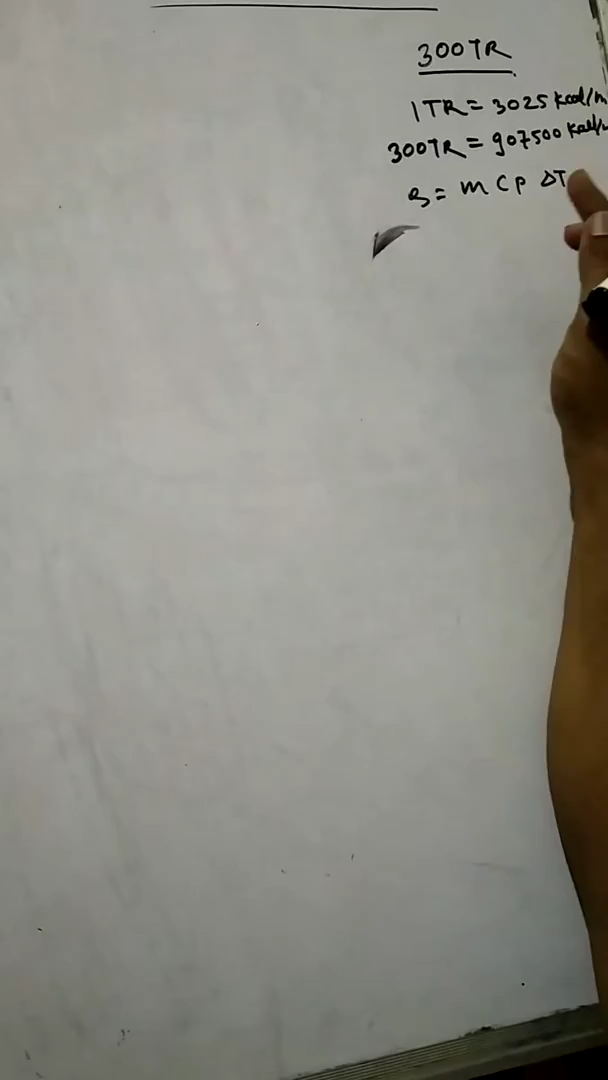 300TR
1TR = 3025 kcal/h
300TR = 907500 kcal/
Q = m Cp ΔT